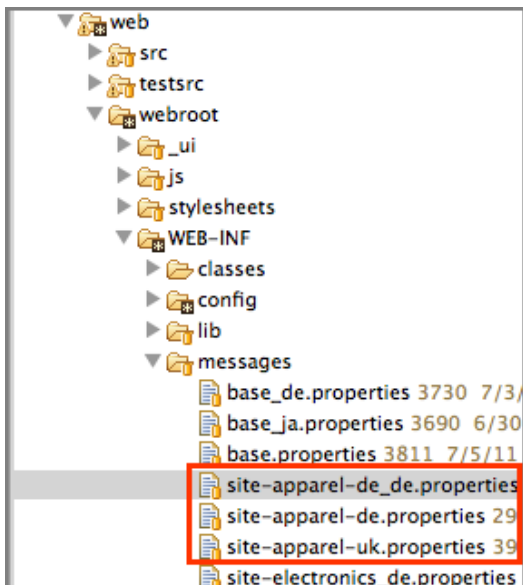 web
src
testsrc
webroot
_ui
js
stylesheets
WEB-INF
classes
config
lib
messages
base_de.properties 3730 7/3/
base_ja.properties 3690 6/30
base.properties 3811 7/5/11
site-apparel-de_de.properties
site-apparel-de.properties 29
site-apparel-uk.properties 39
site-electronics_de.properties